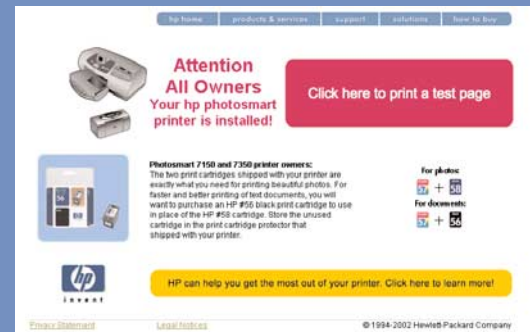 hp home products & services support solutions how to buy
Attention
All Owners
Your hp photosmart
printer is installed!
Click here to print a test page
Photosmart 7150 and 7350 printer owners:
The two print cartridges shipped with your printer are
exactly what you need for printing beautiful photos. For
faster and better printing of text documents, you will
want to purchase an HP #56 black print cartridge to use
in place of the HP #58 cartridge. Store the unused
cartridge in the print cartridge protector that
shipped with your printer.
For photos:
57 + 58
For documents:
57 + 56
56
hp
invent
HP can help you get the most out of your printer. Click here to learn more!
Privacy Statement Legal Notices © 1994-2002 Hewlett-Packard Company